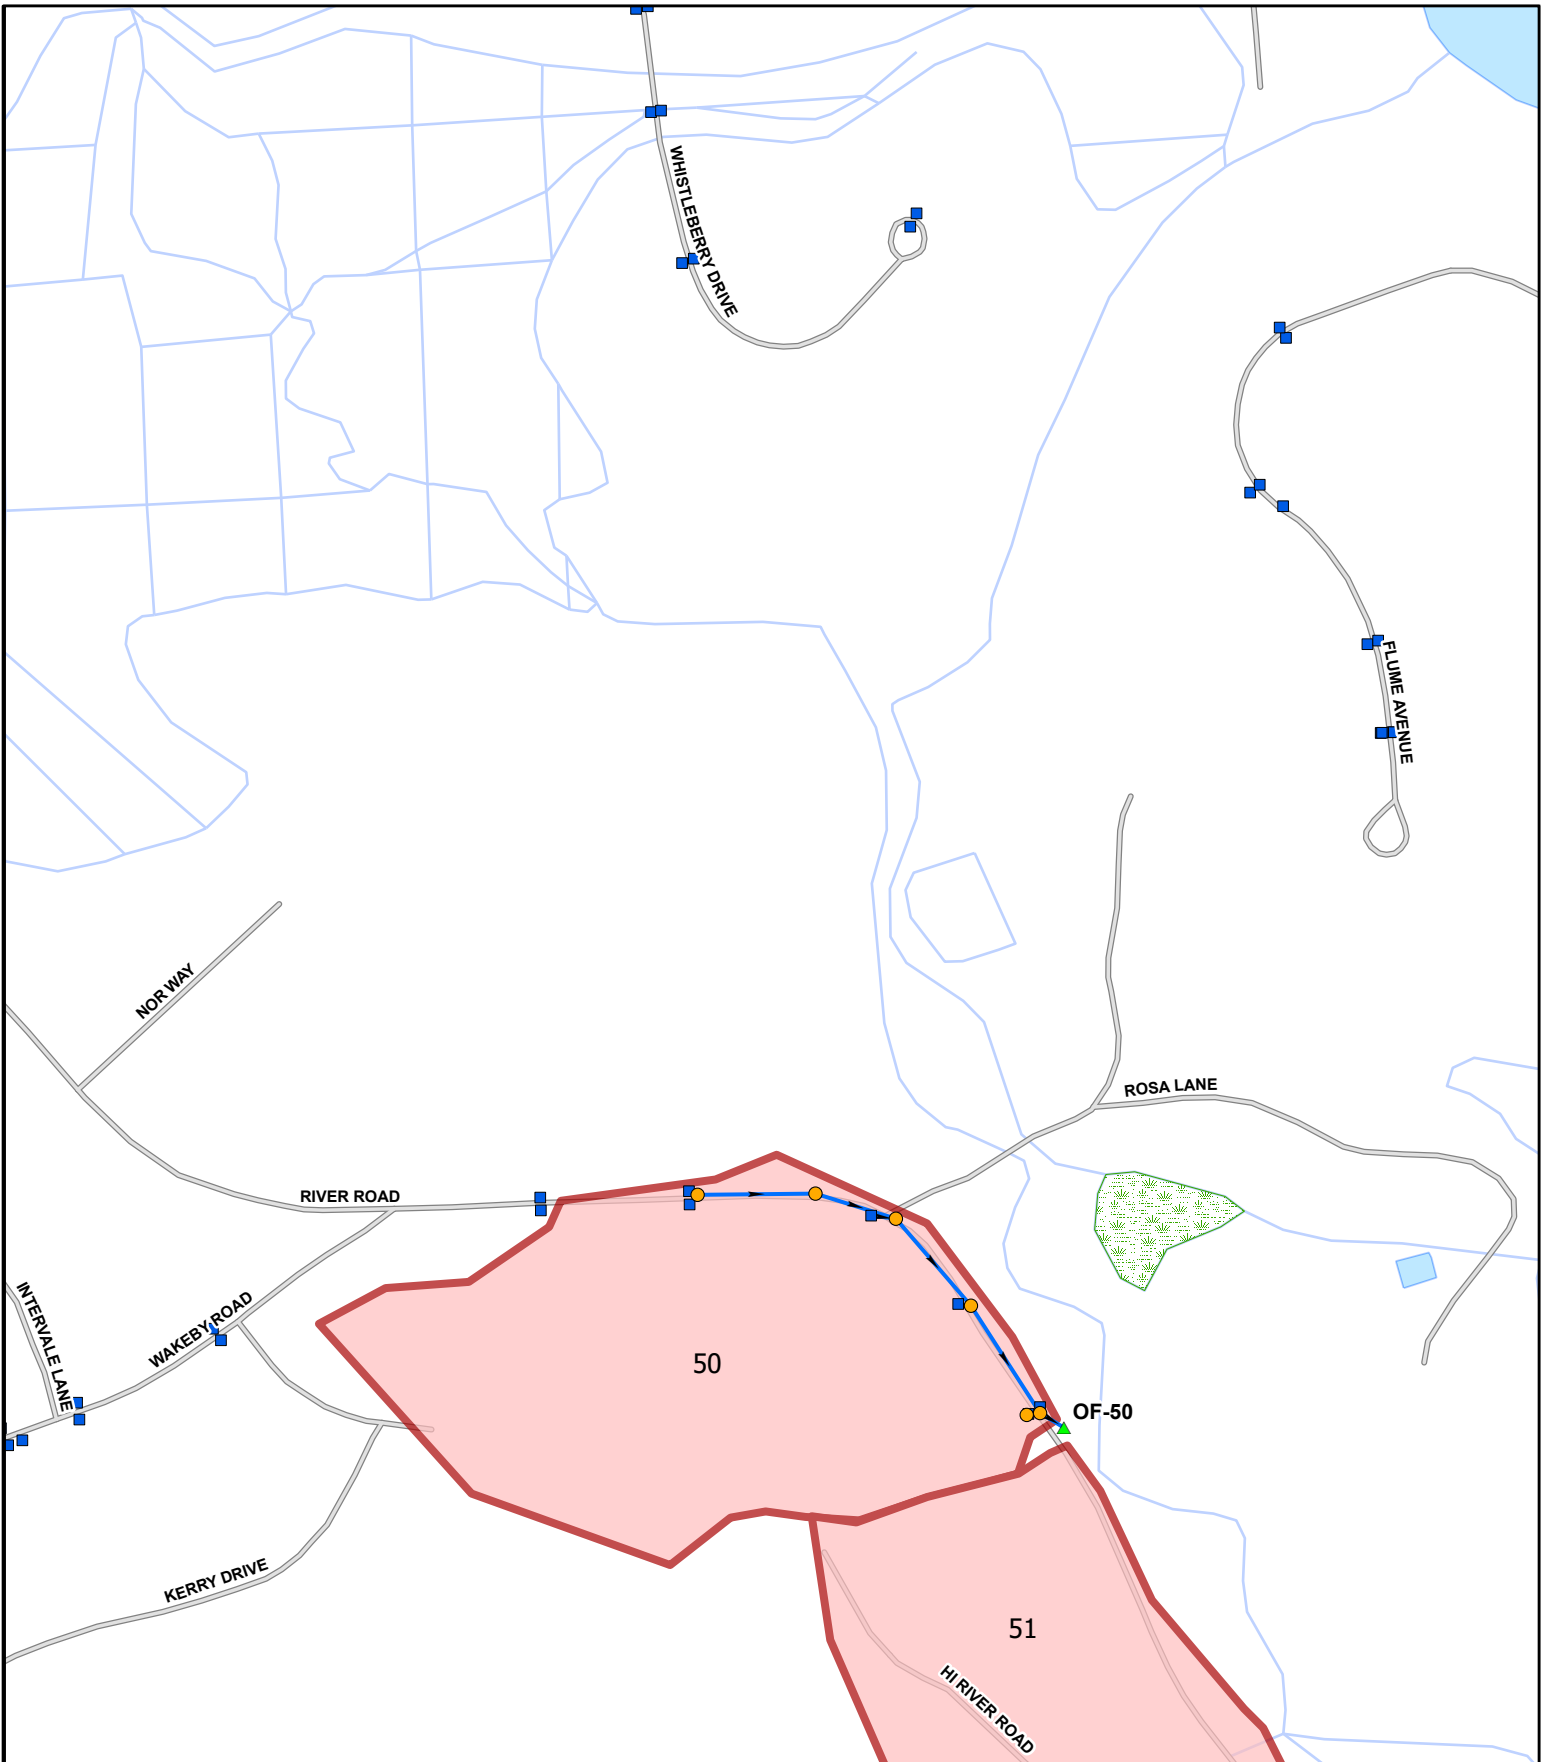 WHISTLEBERRY DRIVE
FLUME AVENUE
NOR WAY
ROSA LANE
RIVER ROAD
INTERVALE LANE
WAKEBY ROAD
50
OF-50
KERRY DRIVE
51
HI RIVER ROAD